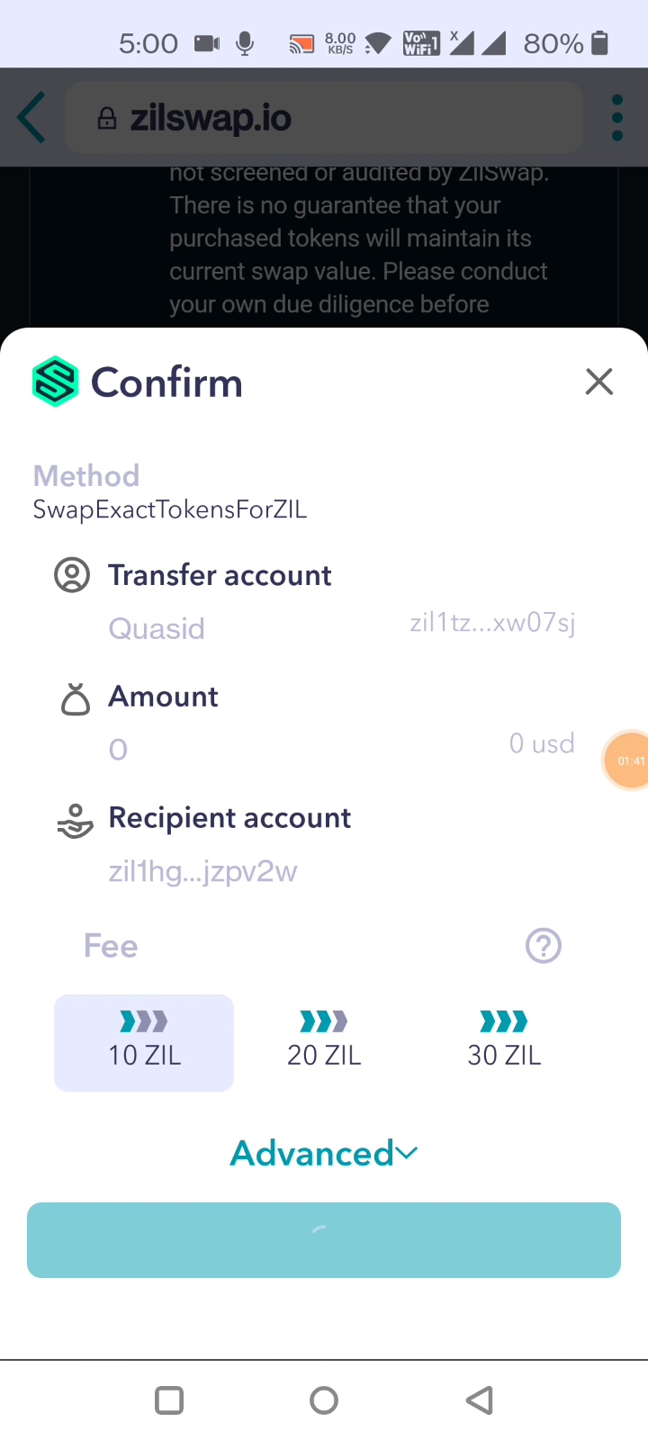 5:00 8.00 KB/S Vo WiFi 1 x 80%
zilswap.io
not screened or audited by ZilSwap.
There is no guarantee that your
purchased tokens will maintain its
current swap value. Please conduct
your own due diligence before
Confirm
Method
SwapExactTokensForZIL
Transfer account
Quasid zil1tz...xw07sj
Amount
0 0 usd
01:41
Recipient account
zil1hg...jzpv2w
Fee ?
10 ZIL 20 ZIL 30 ZIL
Advanced